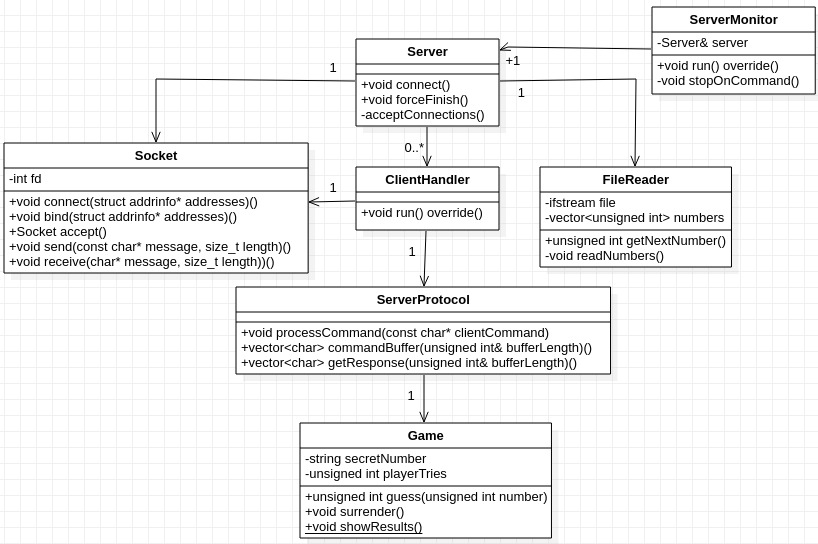 ServerMonitor
-Server& server
+void run() override()
-void stopOnCommand()
+1
Server
+void connect()
+void forceFinish()
-acceptConnections()
1
1
0..*
Socket
-int fd
+void connect(struct addrinfo* addresses)()
+void bind(struct addrinfo* addresses)()
+Socket accept()
+void send(const char* message, size_t length)()
+void receive(char* message, size_t length))()
1
ClientHandler
+void run() override()
FileReader
-ifstream file
-vector<unsigned int> numbers
+unsigned int getNextNumber()
-void readNumbers()
1
ServerProtocol
+void processCommand(const char* clientCommand)
+vector<char> commandBuffer(unsigned int& bufferLength)()
+vector<char> getResponse(unsigned int& bufferLength)()
1
Game
-string secretNumber
-unsigned int playerTries
+unsigned int guess(unsigned int number)
+void surrender()
+void showResults()